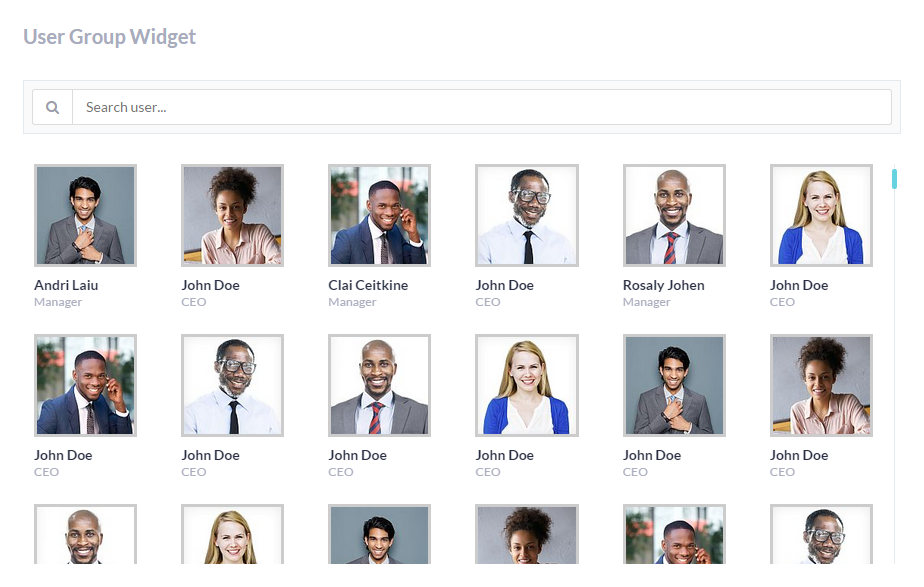 User Group Widget
Search user...
Andri Laiu
Manager
John Doe
CEO
Clai Ceitkine
Manager
John Doe
CEO
Rosaly Johen
Manager
John Doe
CEO
John Doe
CEO
John Doe
CEO
John Doe
CEO
John Doe
CEO
John Doe
CEO
John Doe
CEO